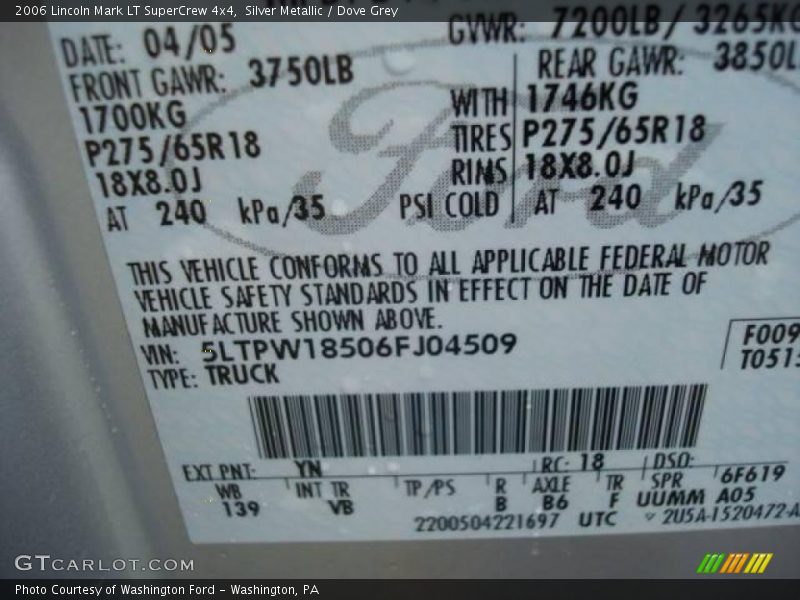 2006 Lincoln Mark LT SuperCrew 4x4, Silver Metallic / Dove Grey
DATE: 04/05 GVWR: 7200LB / 3265KG
FRONT GAWR: 3750LB REAR GAWR: 3850L
1700KG WITH 1746KG
P275/65R18 TIRES P275/65R18
18X8.0J RIMS 18X8.0J
AT 240 kPa/35 PSI COLD AT 240 kPa/35
Ford
THIS VEHICLE CONFORMS TO ALL APPLICABLE FEDERAL MOTOR
VEHICLE SAFETY STANDARDS IN EFFECT ON THE DATE OF
MANUFACTURE SHOWN ABOVE.
VIN: 5LTPW18506FJ04509 F009
TYPE: TRUCK T0515
EXT PNT: YN RC: 18 DSO:
WB INT TR TP/PS R AXLE TR SPR 6F619
139 VB B B6 F UUMM A05
2200504221697 UTC 2U5A-1520472-A
GTCARLOT.COM
Photo Courtesy of Washington Ford - Washington, PA